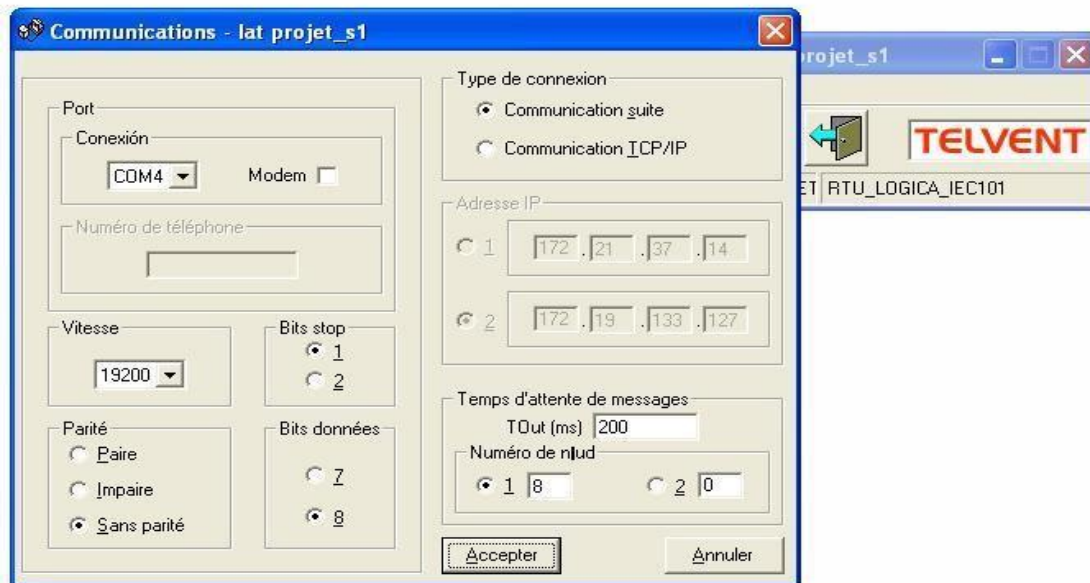 Communications - lat projet_s1
Port
Conexión
COM4
Modem
Numéro de téléphone
Vitesse
19200
Bits stop
1
2
Parité
Paire
Impaire
Sans parité
Bits données
7
8
Type de connexion
Communication suite
Communication TCP/IP
Adresse IP
1 172 . 21 . 37 . 14
2 172 . 19 . 133 . 127
Temps d'attente de messages
TOut (ms) 200
Numéro de nlud
1 8
2 0
Accepter
Annuler
projet_s1
TELVENT
ET RTU_LOGICA_IEC101